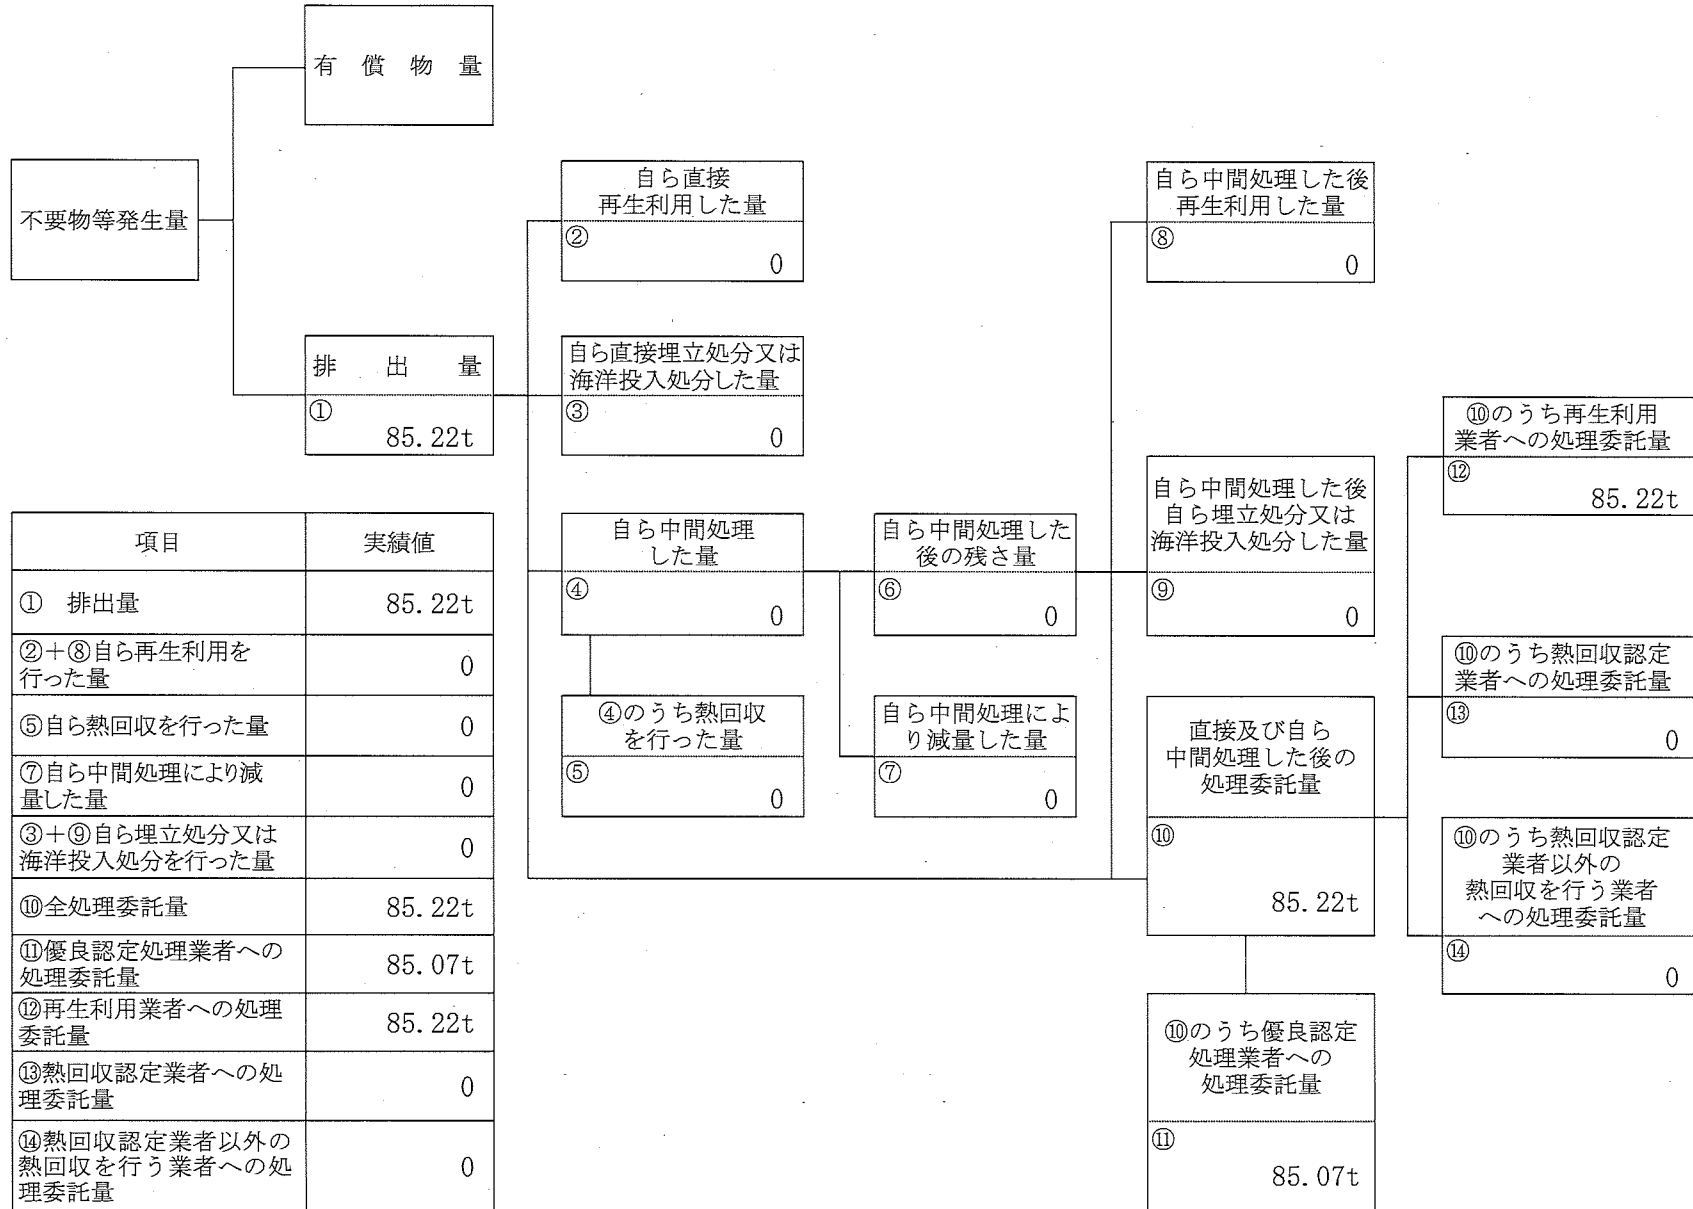 有　償　物　量
不要物等発生量
排　出　量
①
85.22t
自ら直接
再生利用した量
②
0
自ら直接埋立処分又は
海洋投入処分した量
③
0
自ら中間処理
した量
④
0
④のうち熱回収
を行った量
⑤
0
自ら中間処理した
後の残さ量
⑥
0
自ら中間処理によ
り減量した量
⑦
0
自ら中間処理した後
再生利用した量
⑧
0
自ら中間処理した後
自ら埋立処分又は
海洋投入処分した量
⑨
0
直接及び自ら
中間処理した後の
処理委託量
⑩
85.22t
⑩のうち優良認定
処理業者への
処理委託量
⑪
85.07t
⑩のうち再生利用
業者への処理委託量
⑫
85.22t
⑩のうち熱回収認定
業者への処理委託量
⑬
0
⑩のうち熱回収認定
業者以外の
熱回収を行う業者
への処理委託量
⑭
0
項目　実績値
①　排出量　85.22t
②＋⑧自ら再生利用を
行った量　0
⑤自ら熱回収を行った量　0
⑦自ら中間処理により減
量した量　0
③＋⑨自ら埋立処分又は
海洋投入処分を行った量　0
⑩全処理委託量　85.22t
⑪優良認定処理業者への
処理委託量　85.07t
⑫再生利用業者への処理
委託量　85.22t
⑬熱回収認定業者への処
理委託量　0
⑭熱回収認定業者以外の
熱回収を行う業者への処
理委託量　0